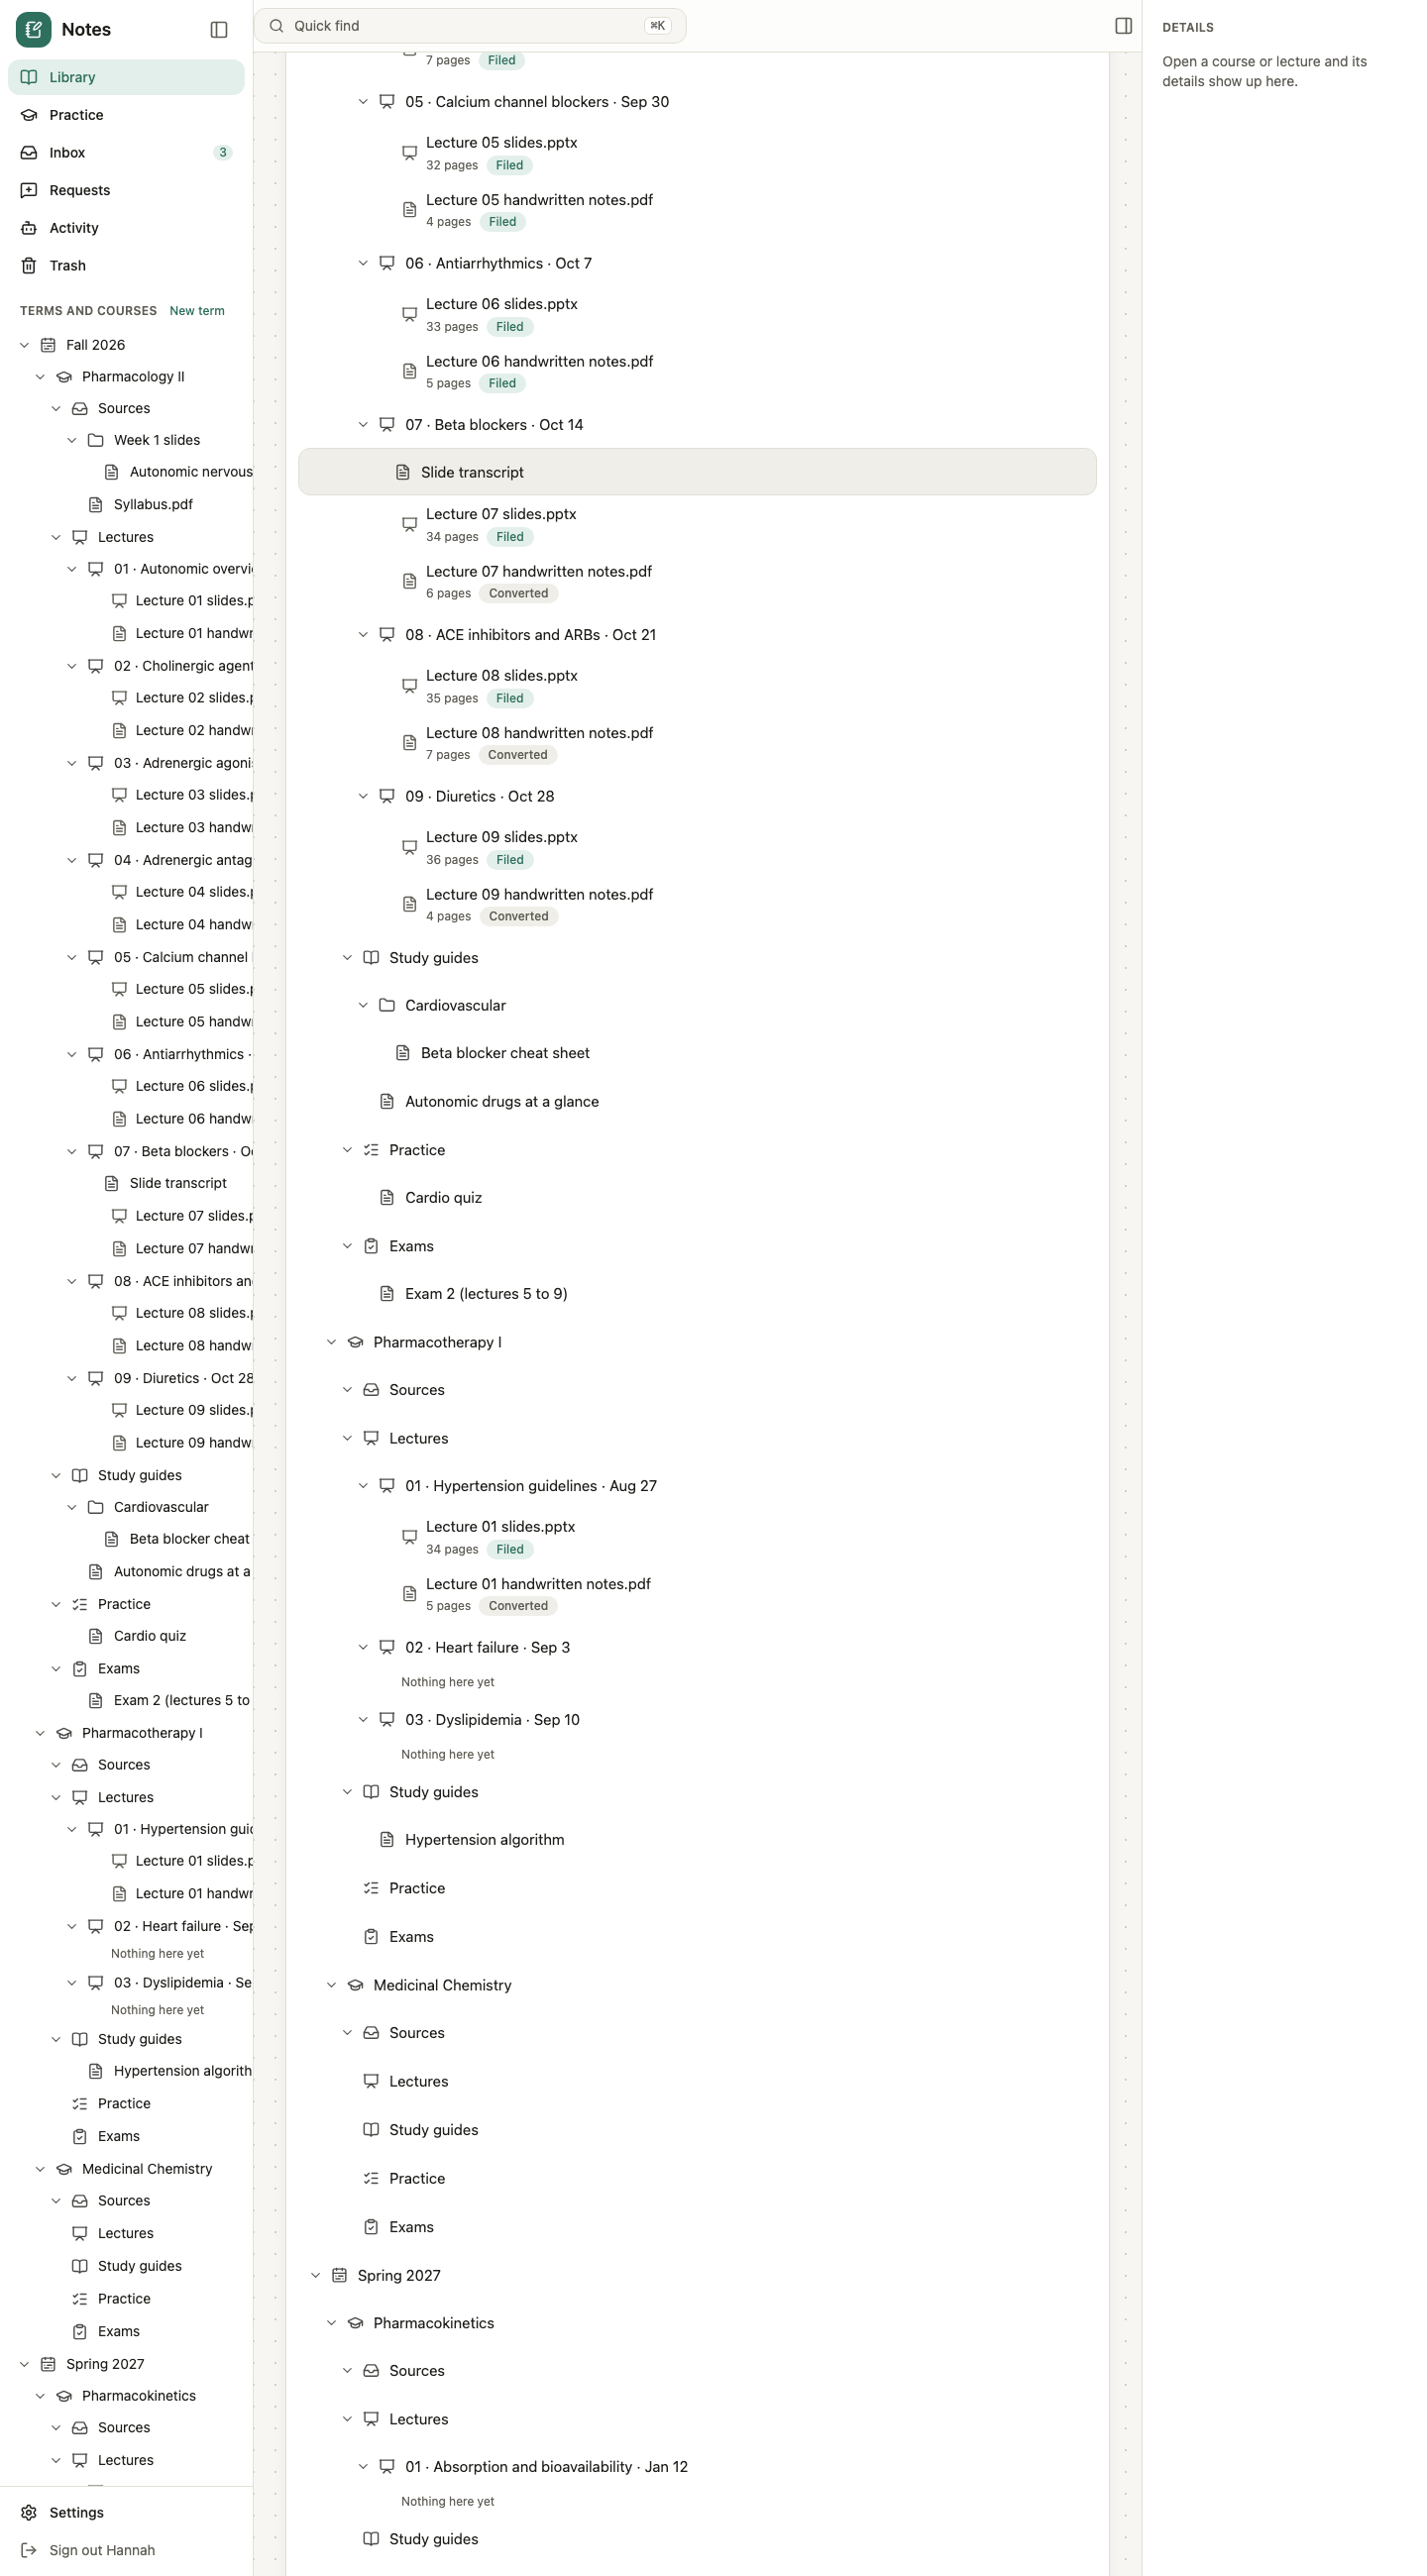 Notes
Library
Practice
Inbox
3
Requests
Activity
Trash
TERMS AND COURSES
New term
Fall 2026
Pharmacology II
Sources
Week 1 slides
Autonomic nervous
Syllabus.pdf
Lectures
01 · Autonomic overvi
Lecture 01 slides.p
Lecture 01 handwr
02 · Cholinergic agent
Lecture 02 slides.p
Lecture 02 handwr
03 · Adrenergic agonis
Lecture 03 slides.p
Lecture 03 handwr
04 · Adrenergic antag
Lecture 04 slides.p
Lecture 04 handwr
05 · Calcium channel
Lecture 05 slides.p
Lecture 05 handwr
06 · Antiarrhythmics ·
Lecture 06 slides.p
Lecture 06 handwr
07 · Beta blockers · Oc
Slide transcript
Lecture 07 slides.p
Lecture 07 handwr
08 · ACE inhibitors and
Lecture 08 slides.p
Lecture 08 handwr
09 · Diuretics · Oct 28
Lecture 09 slides.p
Lecture 09 handwr
Study guides
Cardiovascular
Beta blocker cheat
Autonomic drugs at a
Practice
Cardio quiz
Exams
Exam 2 (lectures 5 to
Pharmacotherapy I
Sources
Lectures
01 · Hypertension guid
Lecture 01 slides.p
Lecture 01 handwr
02 · Heart failure · Sep
Nothing here yet
03 · Dyslipidemia · Se
Nothing here yet
Study guides
Hypertension algorith
Practice
Exams
Medicinal Chemistry
Sources
Lectures
Study guides
Practice
Exams
Spring 2027
Pharmacokinetics
Sources
Lectures
Settings
Sign out Hannah
Quick find
⌘K
7 pages Filed
05 · Calcium channel blockers · Sep 30
Lecture 05 slides.pptx
32 pages Filed
Lecture 05 handwritten notes.pdf
4 pages Filed
06 · Antiarrhythmics · Oct 7
Lecture 06 slides.pptx
33 pages Filed
Lecture 06 handwritten notes.pdf
5 pages Filed
07 · Beta blockers · Oct 14
Slide transcript
Lecture 07 slides.pptx
34 pages Filed
Lecture 07 handwritten notes.pdf
6 pages Converted
08 · ACE inhibitors and ARBs · Oct 21
Lecture 08 slides.pptx
35 pages Filed
Lecture 08 handwritten notes.pdf
7 pages Converted
09 · Diuretics · Oct 28
Lecture 09 slides.pptx
36 pages Filed
Lecture 09 handwritten notes.pdf
4 pages Converted
Study guides
Cardiovascular
Beta blocker cheat sheet
Autonomic drugs at a glance
Practice
Cardio quiz
Exams
Exam 2 (lectures 5 to 9)
Pharmacotherapy I
Sources
Lectures
01 · Hypertension guidelines · Aug 27
Lecture 01 slides.pptx
34 pages Filed
Lecture 01 handwritten notes.pdf
5 pages Converted
02 · Heart failure · Sep 3
Nothing here yet
03 · Dyslipidemia · Sep 10
Nothing here yet
Study guides
Hypertension algorithm
Practice
Exams
Medicinal Chemistry
Sources
Lectures
Study guides
Practice
Exams
Spring 2027
Pharmacokinetics
Sources
Lectures
01 · Absorption and bioavailability · Jan 12
Nothing here yet
Study guides
DETAILS
Open a course or lecture and its
details show up here.